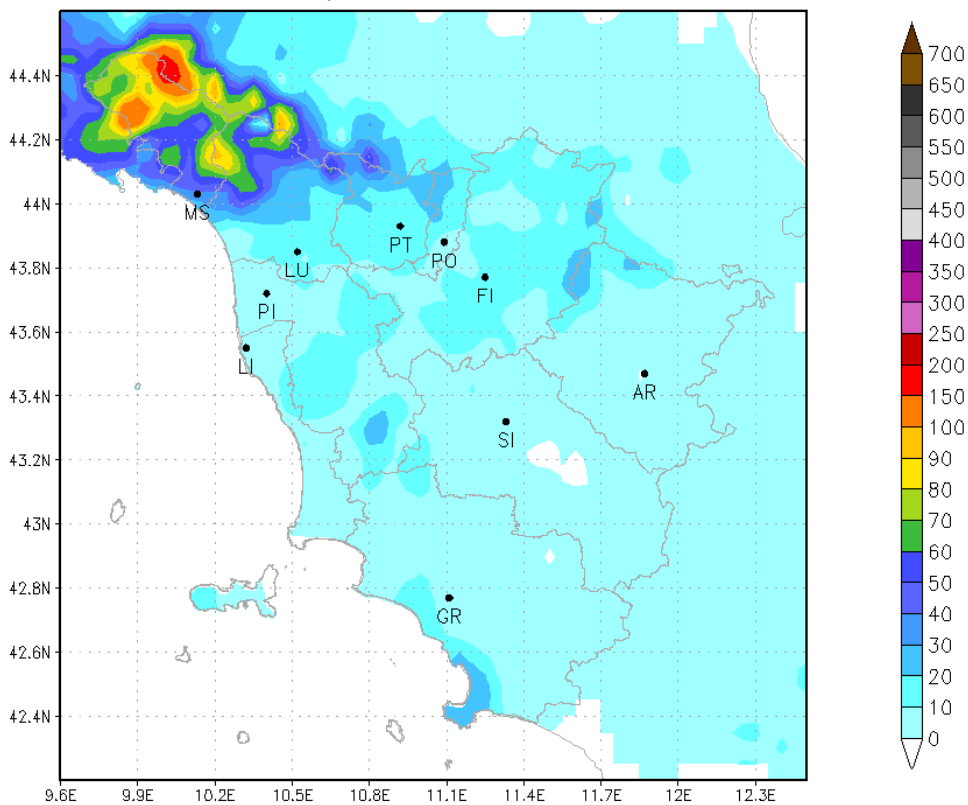 44.4N
44.2N
44N
43.8N
43.6N
43.4N
43.2N
43N
42.8N
42.6N
42.4N
9.6E 9.9E 10.2E 10.5E 10.8E 11.1E 11.4E 11.7E 12E 12.3E
MS
PT
PO
LU
FI
PI
LI
AR
SI
GR
700
650
600
550
500
450
400
350
300
250
200
150
100
90
80
70
60
50
40
30
20
10
0